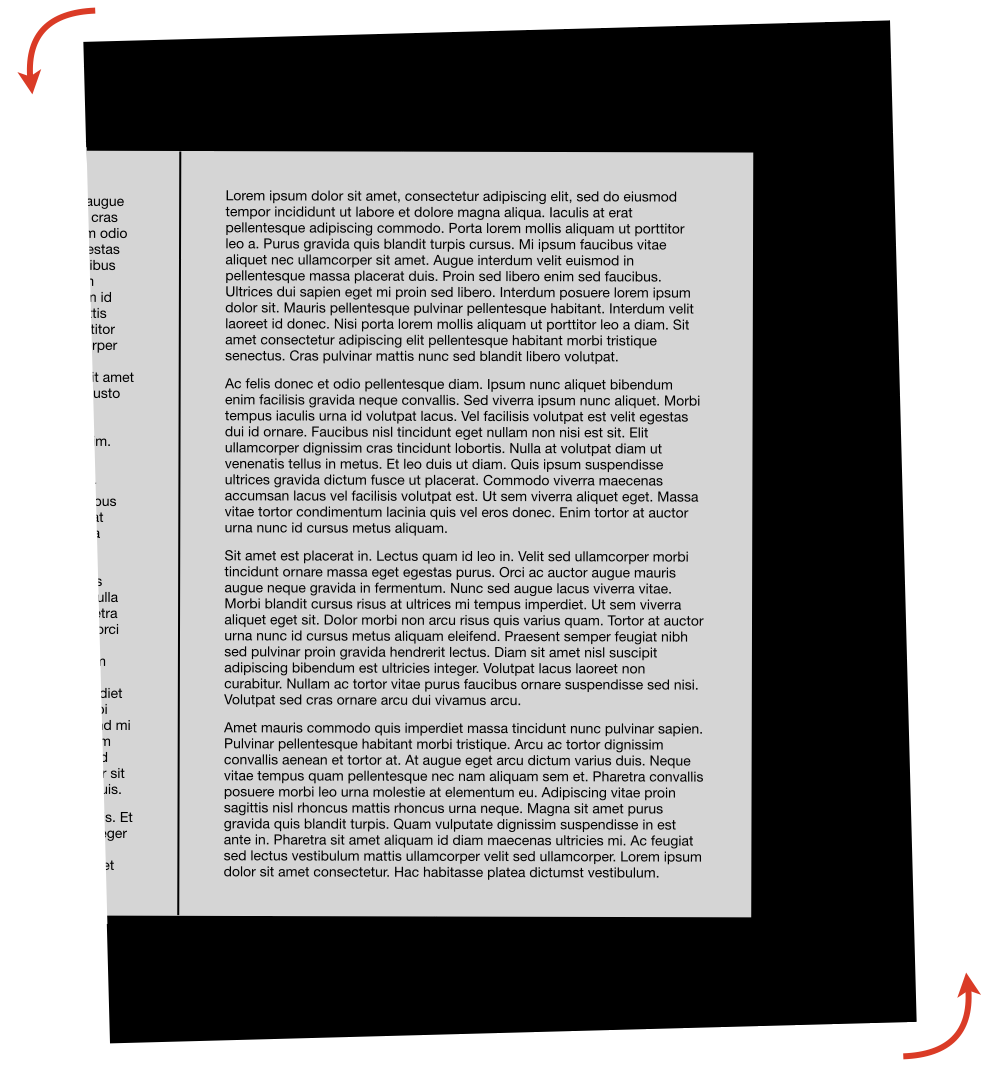 augue
cras
odio
id
amet
mi
sit
Et
Lorem ipsum dolor sit amet, consectetur adipiscing elit, sed do eiusmod
tempor incididunt ut labore et dolore magna aliqua. Iaculis at erat
pellentesque adipiscing commodo. Porta lorem mollis aliquam ut porttitor
leo a. Purus gravida quis blandit turpis cursus. Mi ipsum faucibus vitae
aliquet nec ullamcorper sit amet. Augue interdum velit euismod in
pellentesque massa placerat duis. Proin sed libero enim sed faucibus.
Ultrices dui sapien eget mi proin sed libero. Interdum posuere lorem ipsum
dolor sit. Mauris pellentesque pulvinar pellentesque habitant. Interdum velit
laoreet id donec. Nisi porta lorem mollis aliquam ut porttitor leo a diam. Sit
amet consectetur adipiscing elit pellentesque habitant morbi tristique
senectus. Cras pulvinar mattis nunc sed blandit libero volutpat.
Ac felis donec et odio pellentesque diam. Ipsum nunc aliquet bibendum
enim facilisis gravida neque convallis. Sed viverra ipsum nunc aliquet. Morbi
tempus iaculis urna id volutpat lacus. Vel facilisis volutpat est velit egestas
dui id ornare. Faucibus nisl tincidunt eget nullam non nisi est sit. Elit
ullamcorper dignissim cras tincidunt lobortis. Nulla at volutpat diam ut
venenatis tellus in metus. Et leo duis ut diam. Quis ipsum suspendisse
ultrices gravida dictum fusce ut placerat. Commodo viverra maecenas
accumsan lacus vel facilisis volutpat est. Ut sem viverra aliquet eget. Massa
vitae tortor condimentum lacinia quis vel eros donec. Enim tortor at auctor
urna nunc id cursus metus aliquam.
Sit amet est placerat in. Lectus quam id leo in. Velit sed ullamcorper morbi
tincidunt ornare massa eget egestas purus. Orci ac auctor augue mauris
augue neque gravida in fermentum. Nunc sed augue lacus viverra vitae.
Morbi blandit cursus risus at ultrices mi tempus imperdiet. Ut sem viverra
aliquet eget sit. Dolor morbi non arcu risus quis varius quam. Tortor at auctor
urna nunc id cursus metus aliquam eleifend. Praesent semper feugiat nibh
sed pulvinar proin gravida hendrerit lectus. Diam sit amet nisl suscipit
adipiscing bibendum est ultricies integer. Volutpat lacus laoreet non
curabitur. Nullam ac tortor vitae purus faucibus ornare suspendisse sed nisi.
Volutpat sed cras ornare arcu dui vivamus arcu.
Amet mauris commodo quis imperdiet massa tincidunt nunc pulvinar sapien.
Pulvinar pellentesque habitant morbi tristique. Arcu ac tortor dignissim
convallis aenean et tortor at. At augue eget arcu dictum varius duis. Neque
vitae tempus quam pellentesque nec nam aliquam sem et. Pharetra convallis
posuere morbi leo urna molestie at elementum eu. Adipiscing vitae proin
sagittis nisl rhoncus mattis rhoncus urna neque. Magna sit amet purus
gravida quis blandit turpis. Quam vulputate dignissim suspendisse in est
ante in. Pharetra sit amet aliquam id diam maecenas ultricies mi. Ac feugiat
sed lectus vestibulum mattis ullamcorper velit sed ullamcorper. Lorem ipsum
dolor sit amet consectetur. Hac habitasse platea dictumst vestibulum.